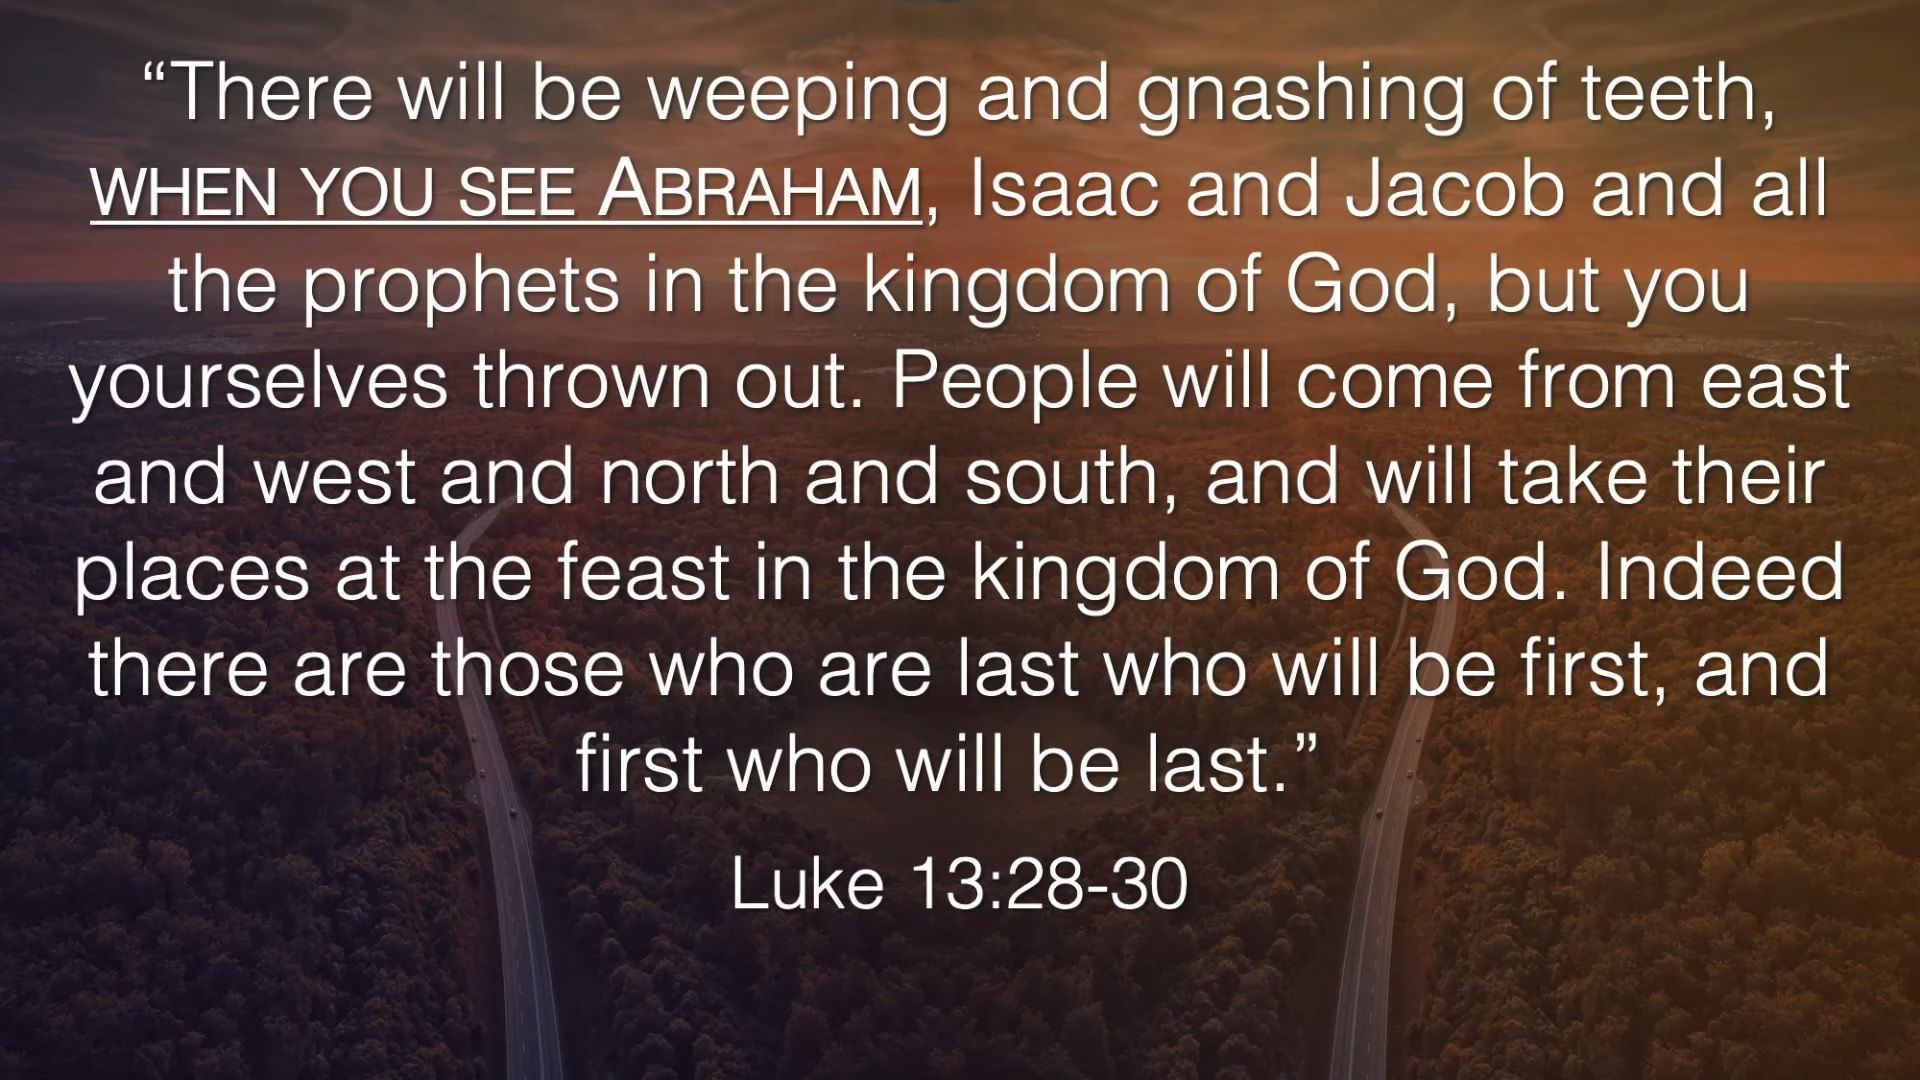 “There will be weeping and gnashing of teeth,
WHEN YOU SEE ABRAHAM, Isaac and Jacob and all
the prophets in the kingdom of God, but you
yourselves thrown out. People will come from east
and west and north and south, and will take their
places at the feast in the kingdom of God. Indeed
there are those who are last who will be first, and
first who will be last.”
Luke 13:28-30